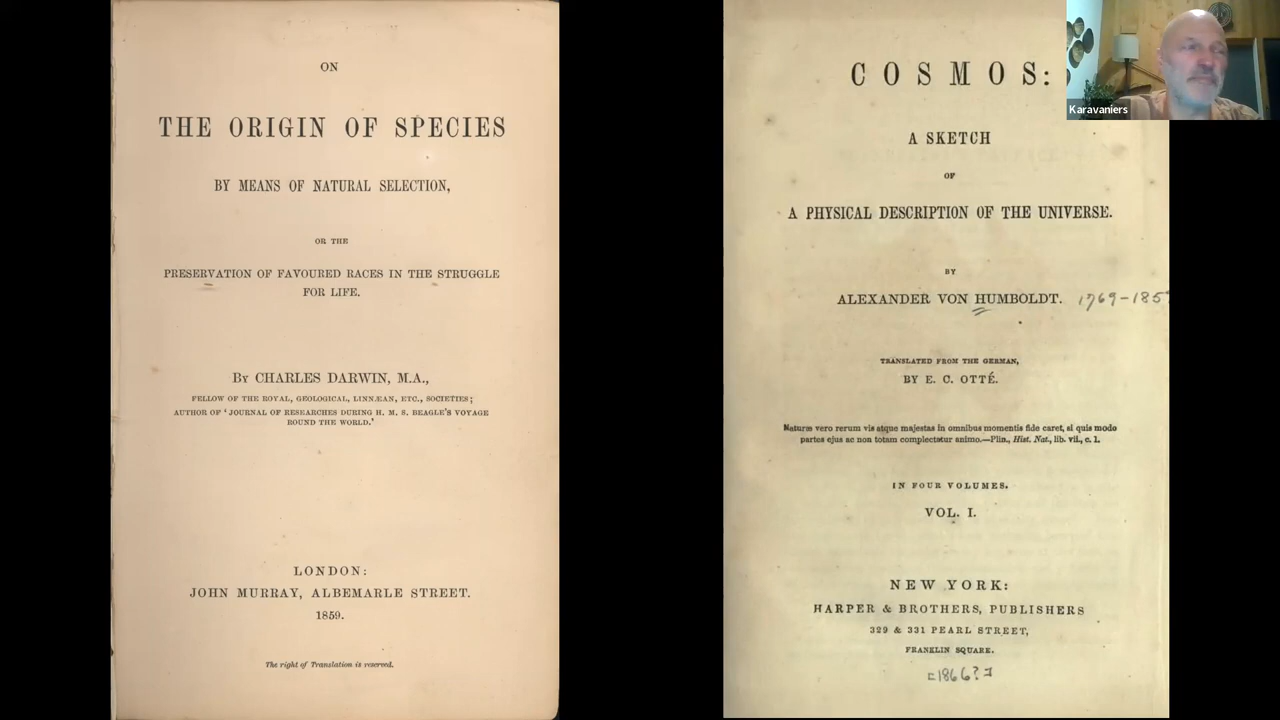 ON
THE ORIGIN OF SPECIES
BY MEANS OF NATURAL SELECTION,
OR THE
PRESERVATION OF FAVOURED RACES IN THE STRUGGLE
FOR LIFE.
BY CHARLES DARWIN, M.A.,
FELLOW OF THE ROYAL, GEOLOGICAL, LINNÆAN, ETC., SOCIETIES;
AUTHOR OF 'JOURNAL OF RESEARCHES DURING H. M. S. BEAGLE'S VOYAGE
ROUND THE WORLD.'
LONDON:
JOHN MURRAY, ALBEMARLE STREET.
1859.
The right of Translation is reserved.
COSMOS:
A SKETCH
OF
A PHYSICAL DESCRIPTION OF THE UNIVERSE.
BY
ALEXANDER VON HUMBOLDT. 1769-185
TRANSLATED FROM THE GERMAN,
BY E. C. OTTÉ.
Naturæ vero rerum vis atque majestas in omnibus momentis fide caret, si quis modo
partes ejus ac non totam complectatur animo.—Plin., Hist. Nat., lib. vii., c. 1.
IN FOUR VOLUMES.
VOL. I.
NEW YORK:
HARPER & BROTHERS, PUBLISHERS
329 & 331 PEARL STREET,
FRANKLIN SQUARE.
[1866?]
Karavaniers